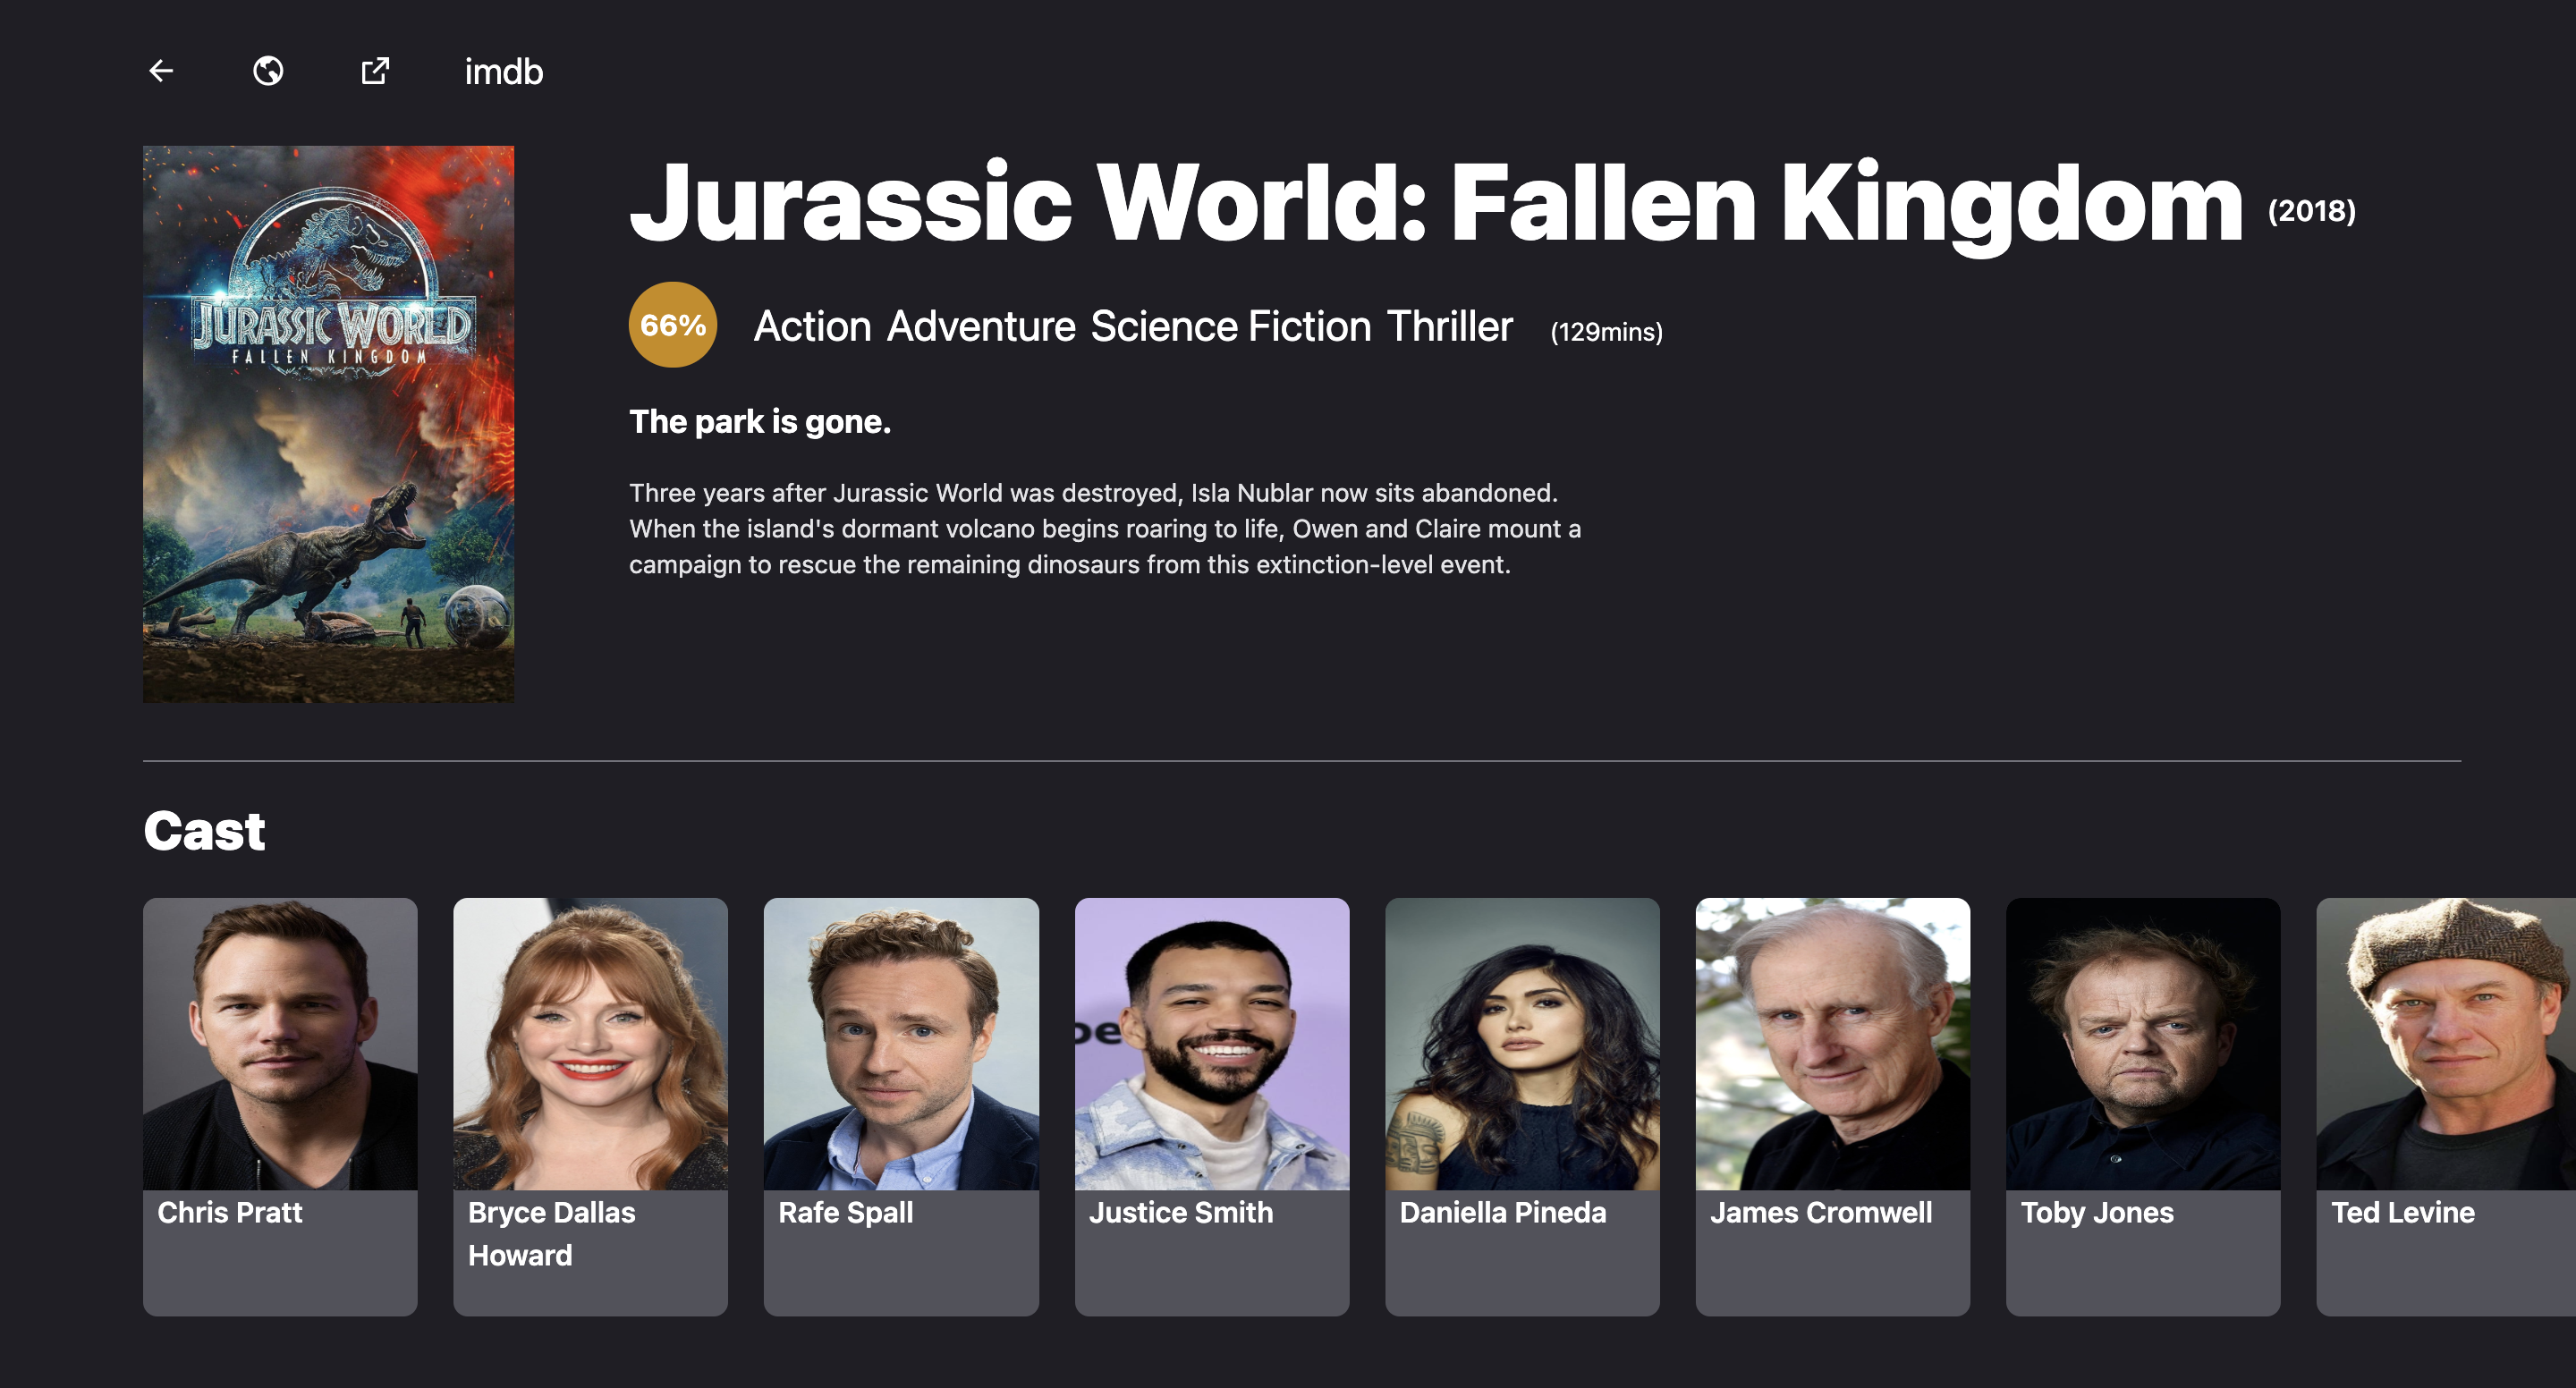 imdb
Jurassic World: Fallen Kingdom (2018)
JURASSIC WORLD
FALLEN KINGDOM
66% Action Adventure Science Fiction Thriller (129mins)
The park is gone.
Three years after Jurassic World was destroyed, Isla Nublar now sits abandoned.
When the island's dormant volcano begins roaring to life, Owen and Claire mount a
campaign to rescue the remaining dinosaurs from this extinction-level event.
Cast
oe
Chris Pratt
Bryce Dallas
Howard
Rafe Spall
Justice Smith
Daniella Pineda
James Cromwell
Toby Jones
Ted Levine